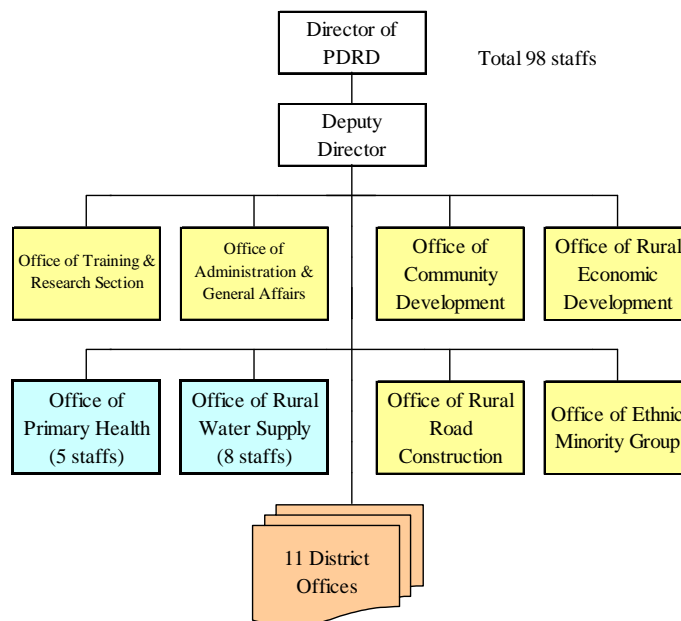 Director of
PDRD
Total 98 staffs
Deputy
Director
Office of Training &
Research Section
Office of
Administration &
General Affairs
Office of
Community
Development
Office of Rural
Economic
Development
Office of
Primary Health
(5 staffs)
Office of Rural
Water Supply
(8 staffs)
Office of Rural
Road
Construction
Office of Ethnic
Minority Group
11 District
Offices